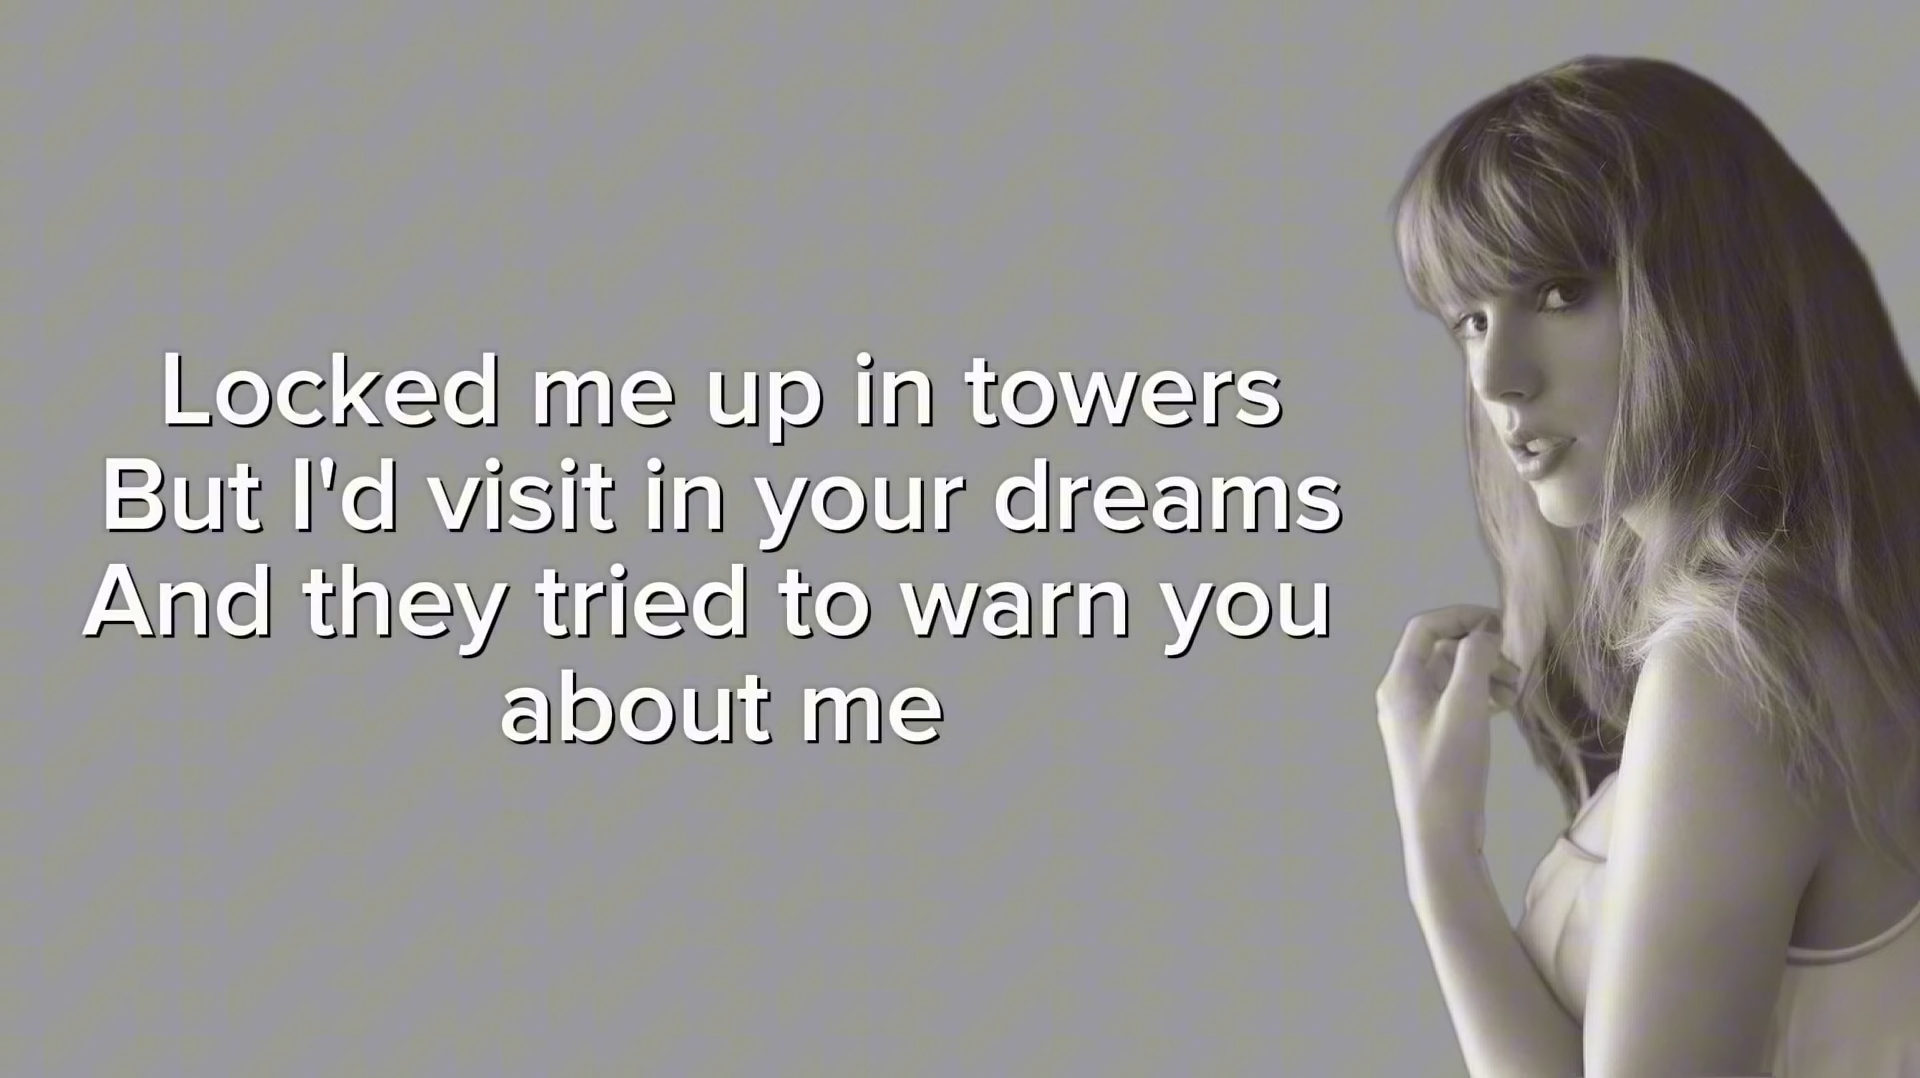 Locked me up in towers
But I'd visit in your dreams
And they tried to warn you
about me